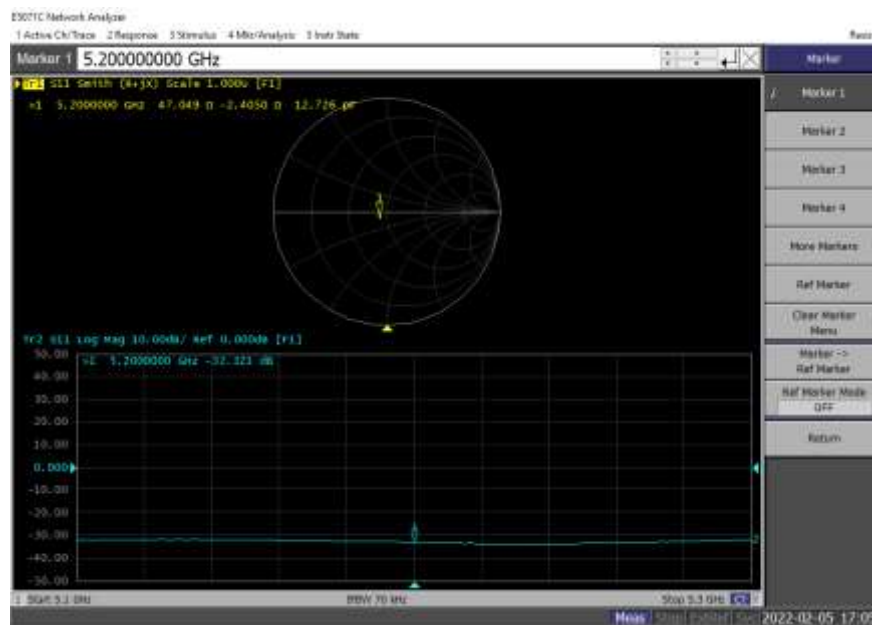 E5071C Network Analyzer
1 Active Ch/Trace 2 Response 3 Stimulus 4 Mkr/Analysis 5 Instr State
Marker 1 5.200000000 GHz
Tr1 S11 Smith (R+jX) Scale 1.000U [F1]
>1 5.2000000 GHz 47.049 Ω -2.4050 Ω 12.726 pF
Tr2 S11 Log Mag 10.00dB/ Ref 0.000dB [F1]
50.00
>1 5.2000000 GHz -32.321 dB
40.00
30.00
20.00
10.00
0.000
-10.00
-20.00
-30.00
-40.00
-50.00
1 Start 5.1 GHz IFBW 70 kHz Stop 5.3 GHz
Meas
2022-02-05 17:05
Marker
Marker 1
Marker 2
Marker 3
Marker 4
More Markers
Ref Marker
Clear Marker
Menu
Marker ->
Ref Marker
Ref Marker Mode
OFF
Return